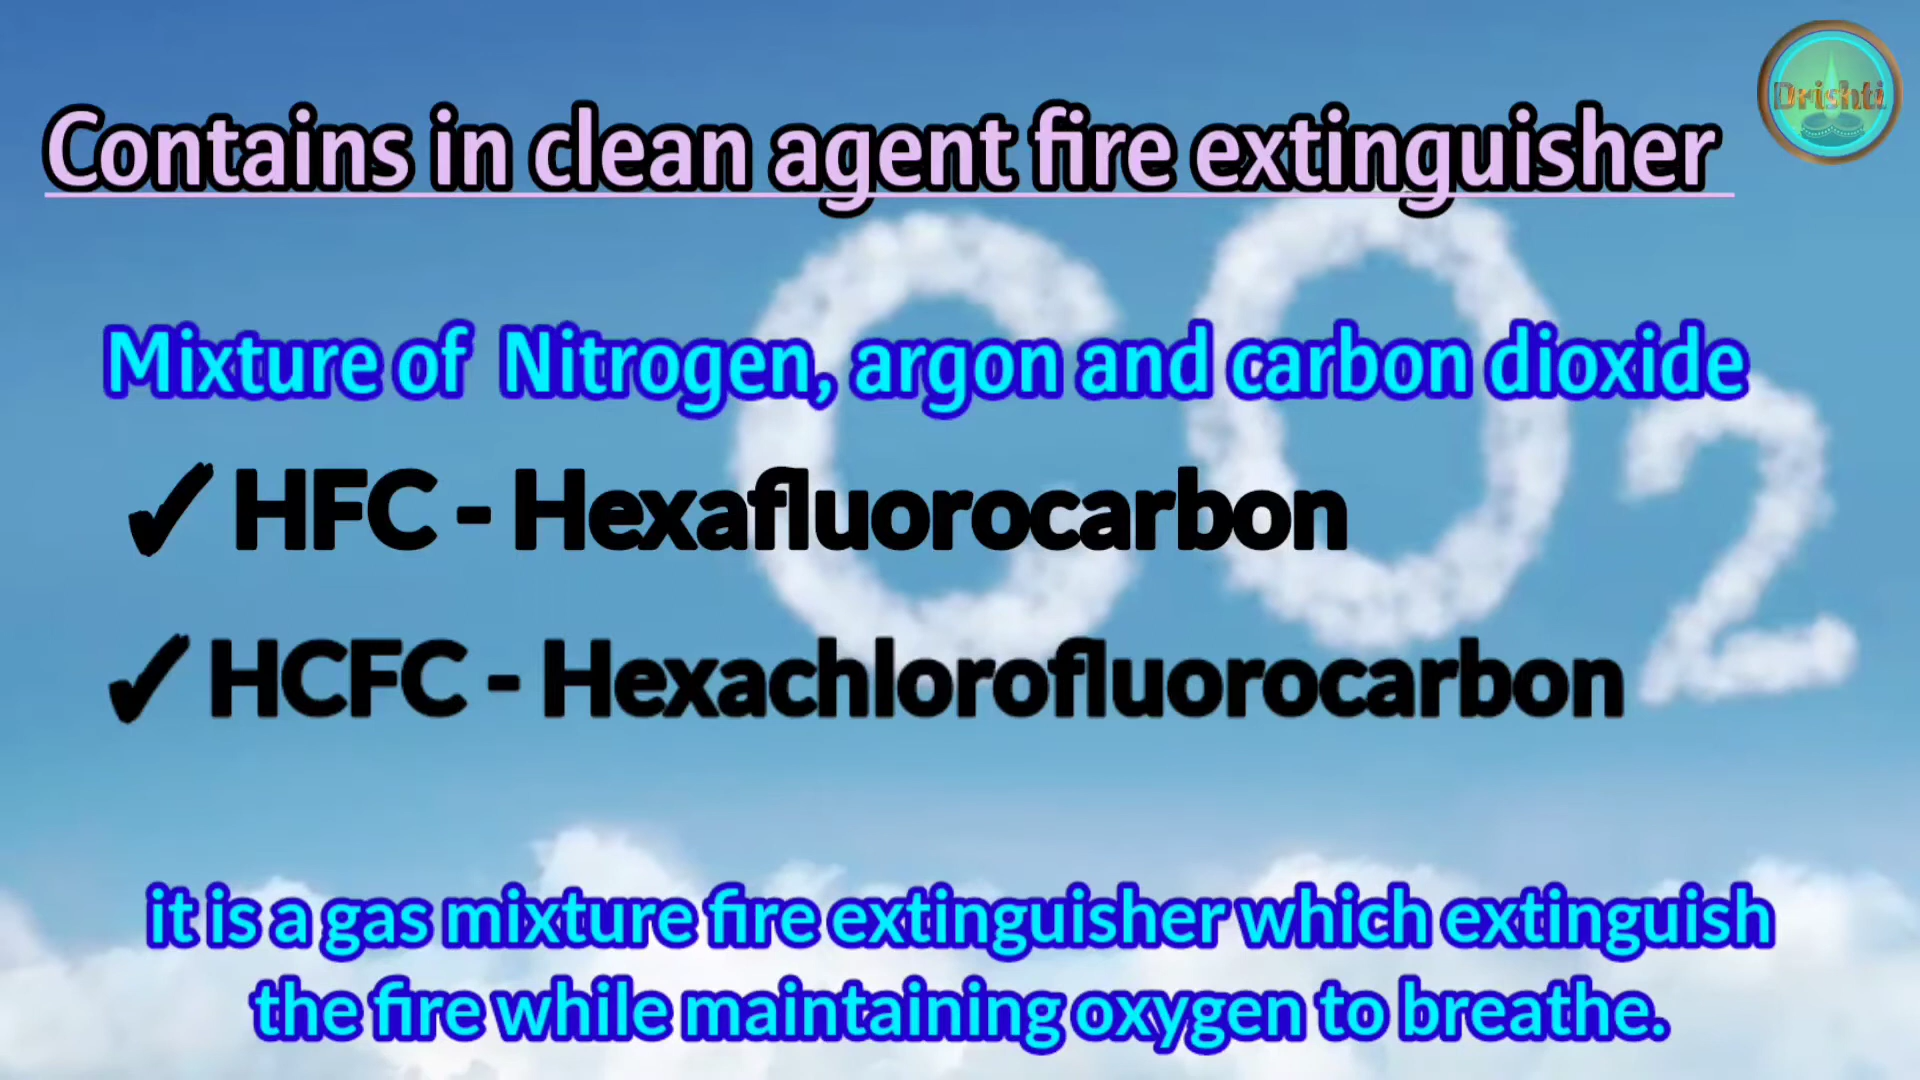 Drishti
Contains in clean agent fire extinguisher
Mixture of Nitrogen, argon and carbon dioxide
✓ HFC - Hexafluorocarbon
✓ HCFC - Hexachlorofluorocarbon
CO2
it is a gas mixture fire extinguisher which extinguish
the fire while maintaining oxygen to breathe.